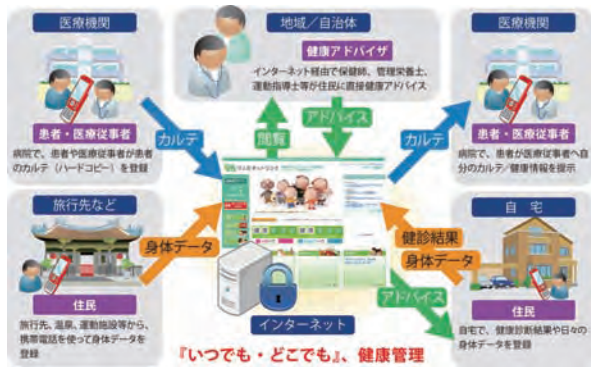 医療機関
患者・医療従事者
病院で、患者や医療従事者が患者
のカルテ（ハードコピー）を登録
地域／自治体
健康アドバイザ
インターネット経由で保健師、管理栄養士、
運動指導士等が住民に直接健康アドバイス
医療機関
患者・医療従事者
病院で、患者が医療従事者へ自
分のカルテ/健康情報を提示
カルテ
閲覧
アドバイス
カルテ
旅行先など
住民
旅行先、温泉、運動施設等から、
携帯電話を使って身体データを
登録
身体データ
健診結果
身体データ
アドバイス
自 宅
住民
自宅で、健康診断結果や日々の
身体データを登録
インターネット
『いつでも・どこでも』、健康管理